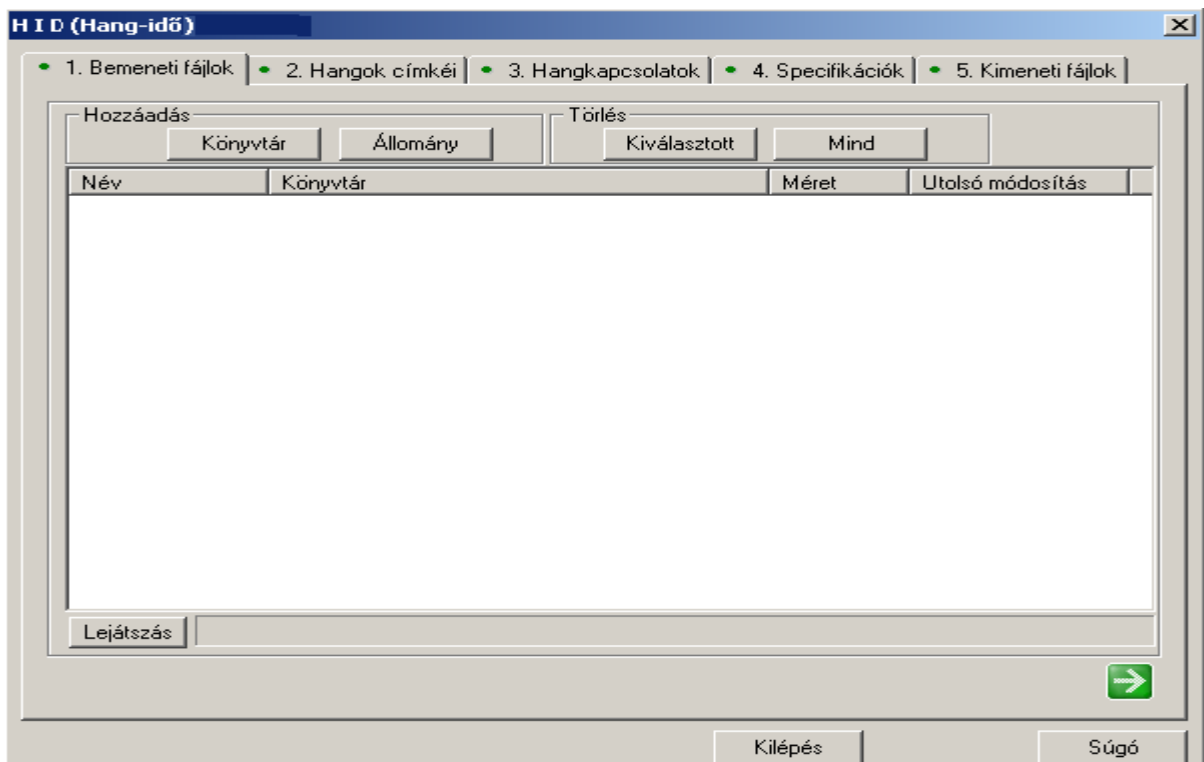 H I D (Hang-idő)
1. Bemeneti fájlok 2. Hangok címkéi 3. Hangkapcsolatok 4. Specifikációk 5. Kimeneti fájlok
Hozzáadás Törlés
Könyvtár Állomány Kiválasztott Mind
Név Könyvtár Méret Utolsó módosítás
Lejátszás
Kilépés Súgó